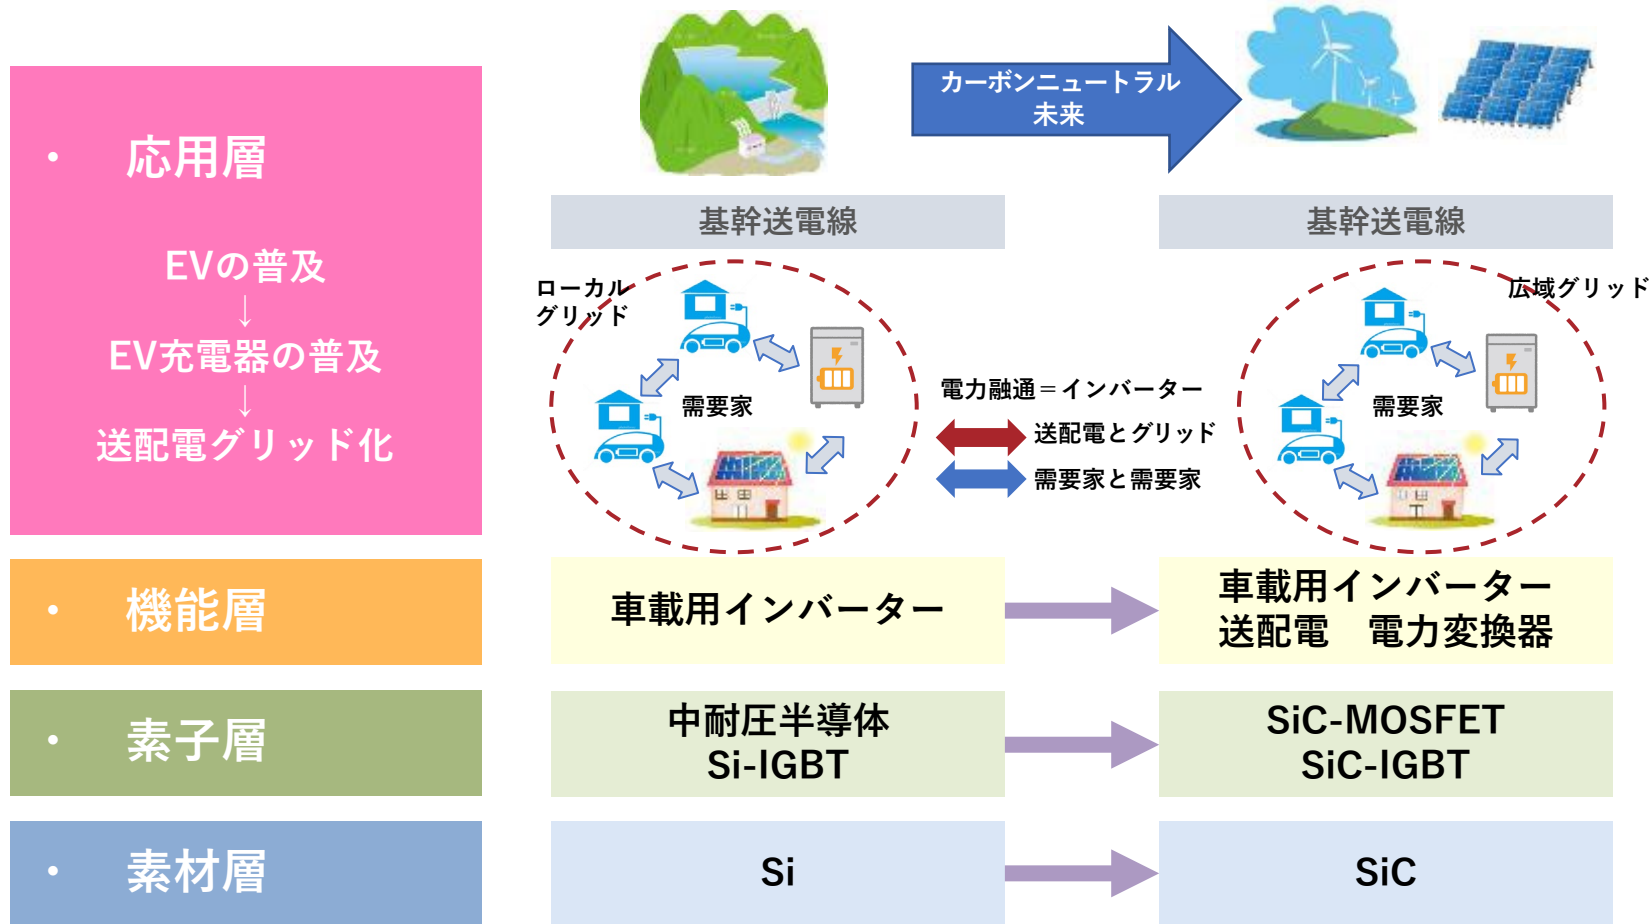 ・ 応用層
EVの普及
↓
EV充電器の普及
↓
送配電グリッド化
カーボンニュートラル
未来
基幹送電線
基幹送電線
ローカル
グリッド
需要家
電力融通＝インバーター
送配電とグリッド
需要家と需要家
広域グリッド
需要家
・ 機能層
車載用インバーター
車載用インバーター
送配電　電力変換器
・ 素子層
中耐圧半導体
Si-IGBT
SiC-MOSFET
SiC-IGBT
・ 素材層
Si
SiC